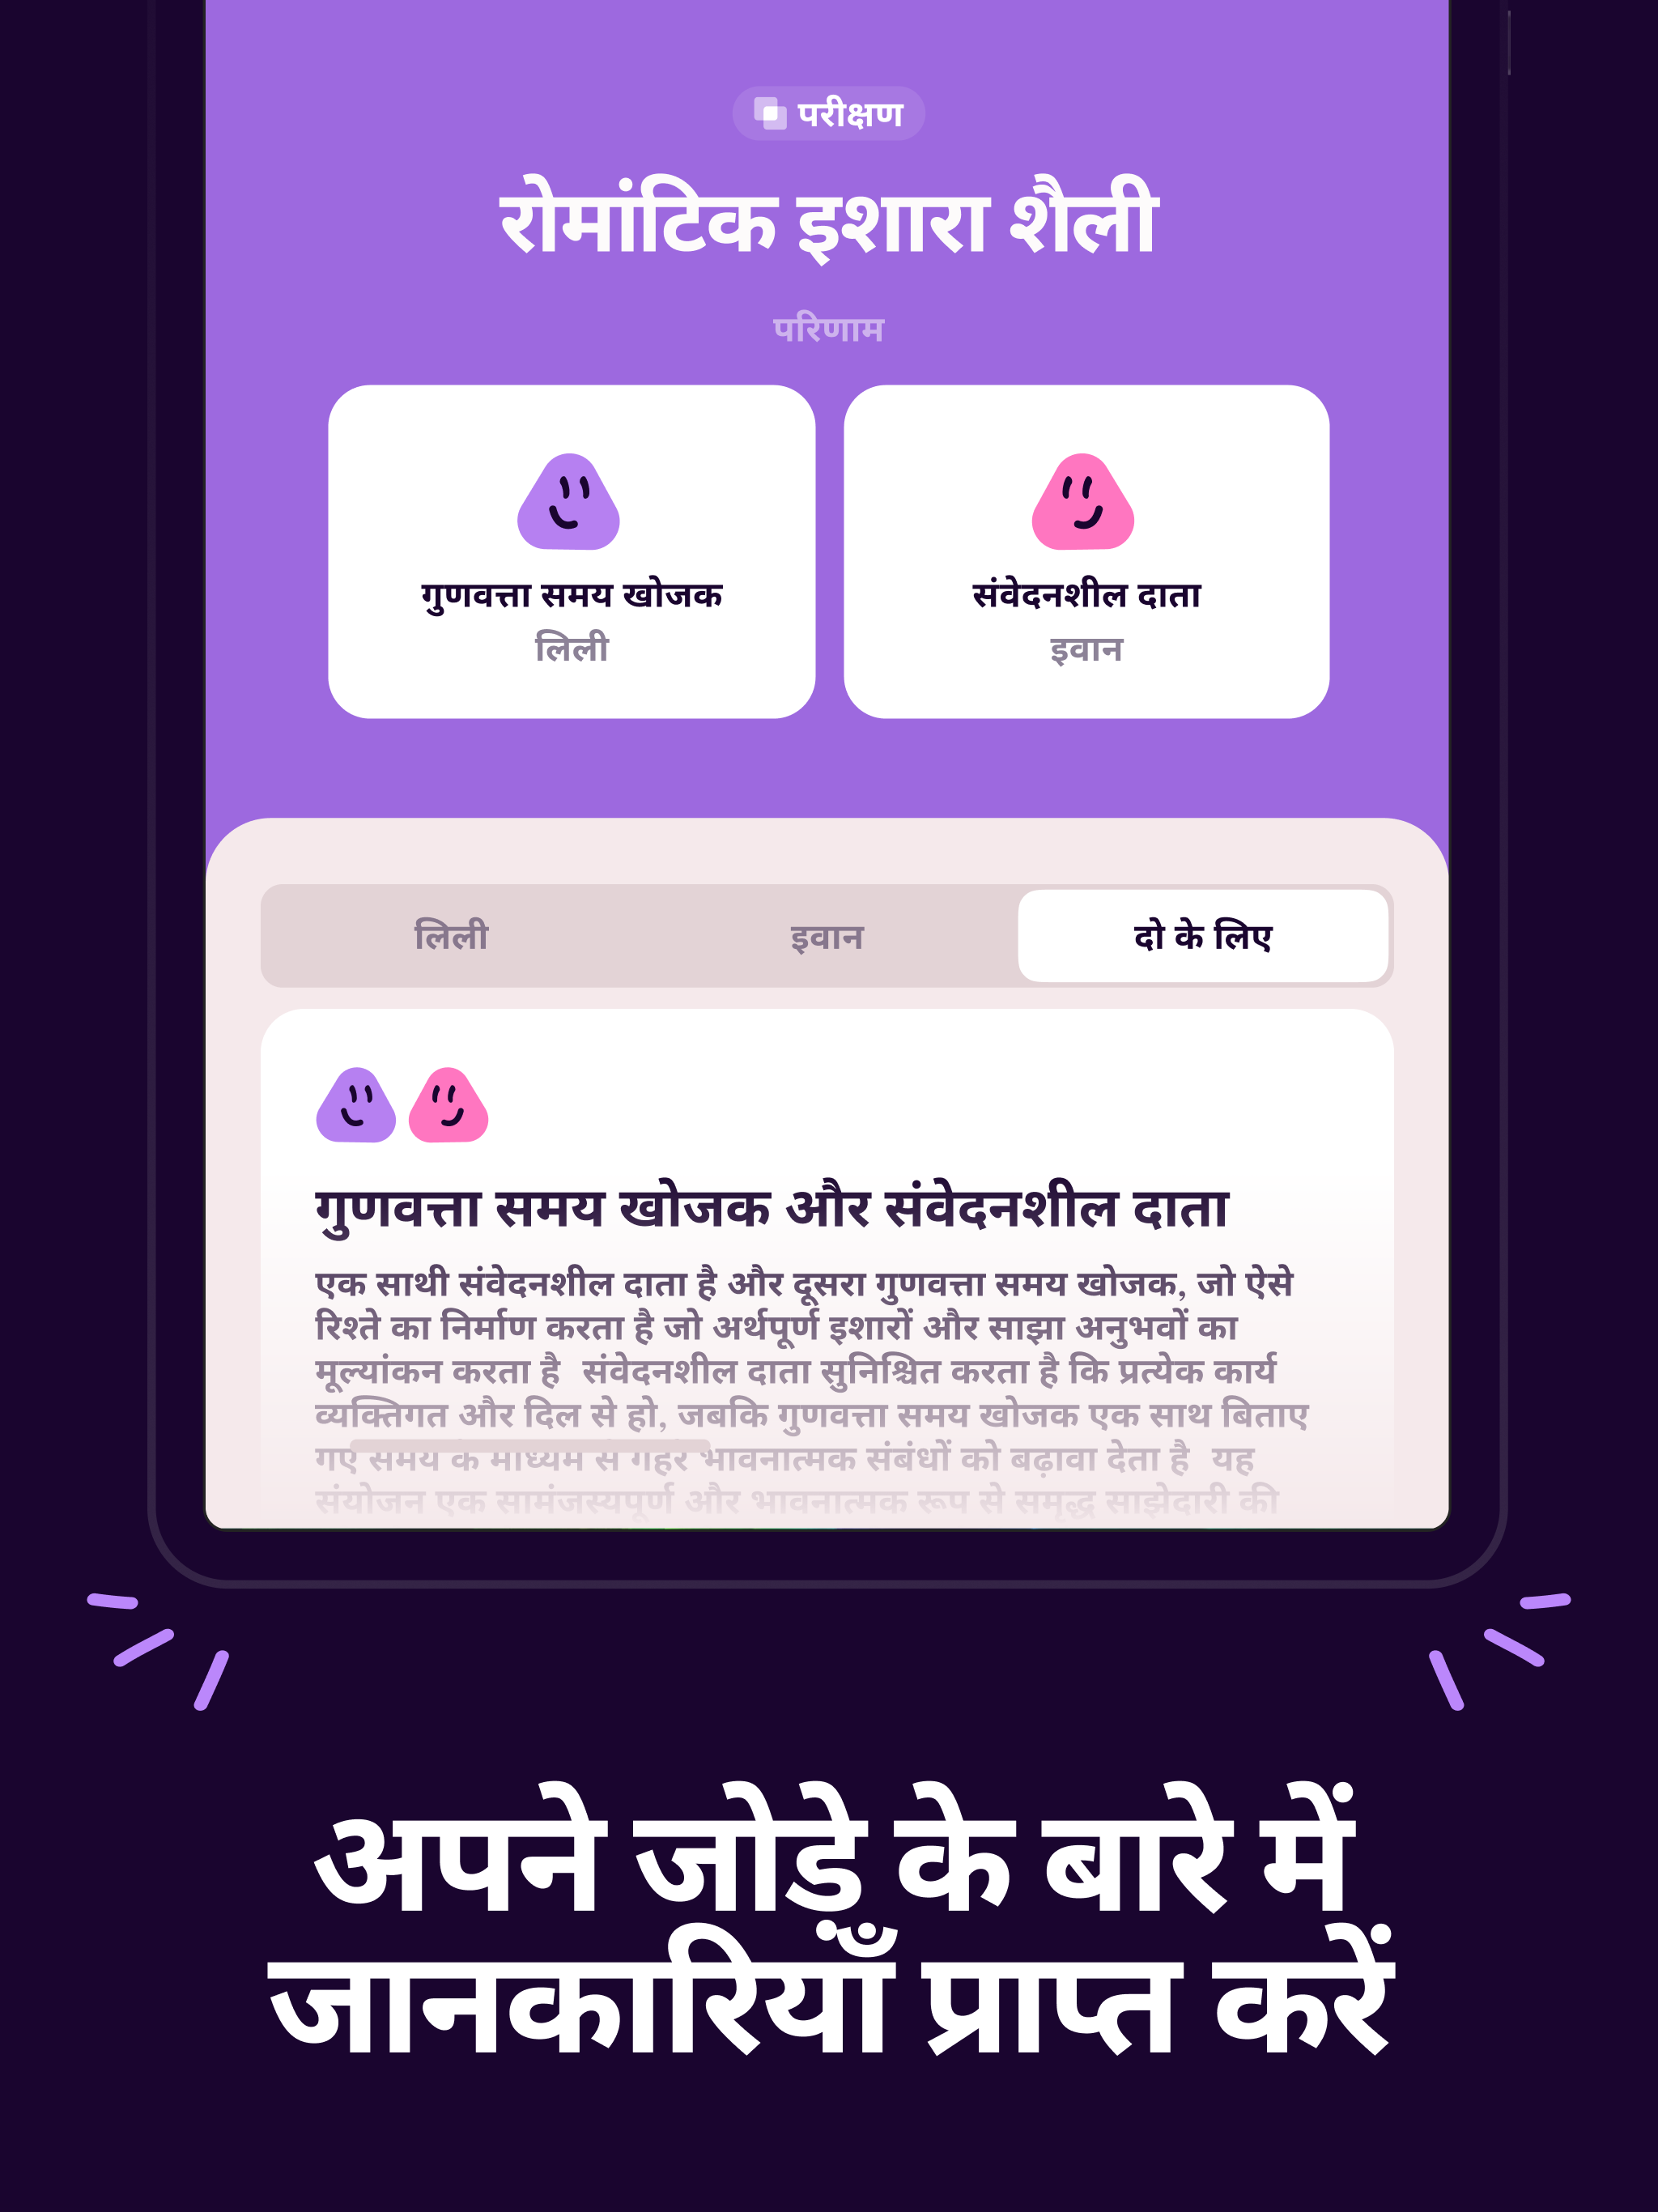 परीक्षण
रोमांटिक इशारा शैली
परिणाम
गुणवत्ता समय खोजक
लिली
संवेदनशील दाता
इवान
लिली
इवान
दो के लिए
गुणवत्ता समय खोजक और संवेदनशील दाता
एक साथी संवेदनशील दाता है और दूसरा गुणवत्ता समय खोजक, जो ऐसे
रिश्ते का निर्माण करता है जो अर्थपूर्ण इशारों और साझा अनुभवों का
मूल्यांकन करता है  संवेदनशील दाता सुनिश्चित करता है कि प्रत्येक कार्य
व्यक्तिगत और दिल से हो, जबकि गुणवत्ता समय खोजक एक साथ बिताए
गए समय के माध्यम से गहरे भावनात्मक संबंधों को बढ़ावा देता है  यह
संयोजन एक सामंजस्यपूर्ण और भावनात्मक रूप से समृद्ध साझेदारी की
अपने जोड़े के बारे में
जानकारियाँ प्राप्त करें